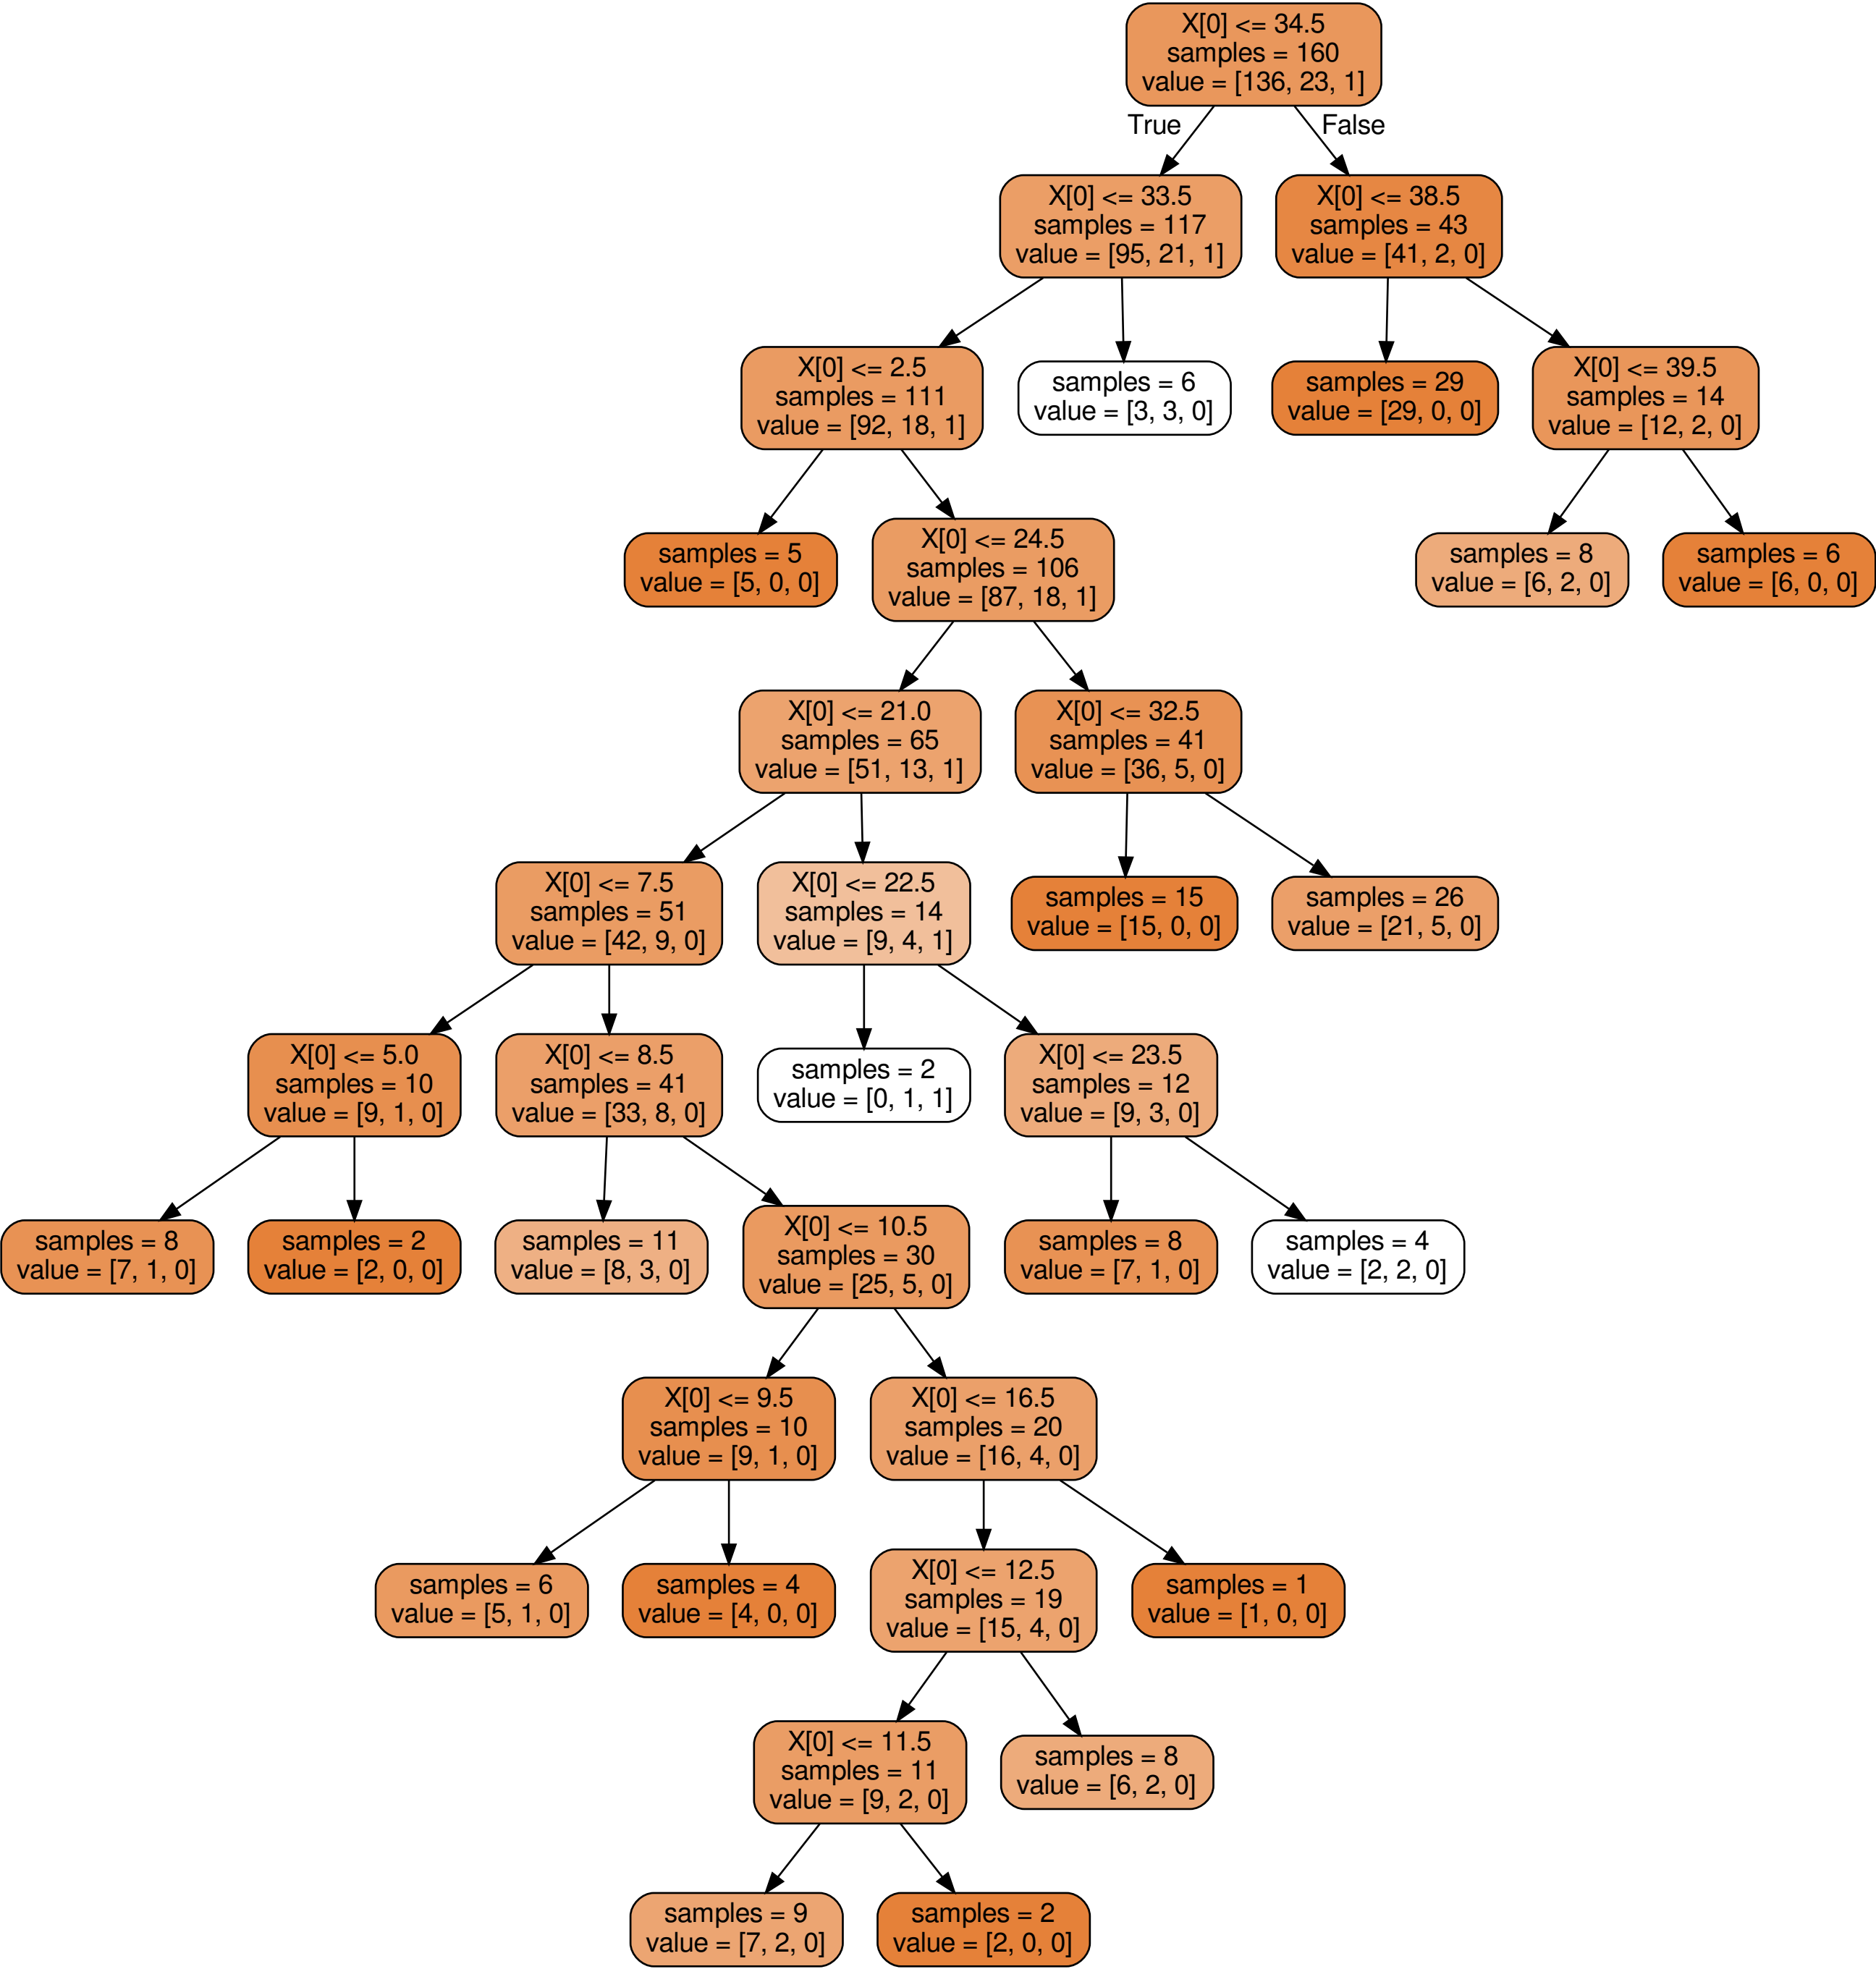 X[0] <= 34.5
samples = 160
value = [136, 23, 1]
True
False
X[0] <= 33.5
samples = 117
value = [95, 21, 1]
X[0] <= 38.5
samples = 43
value = [41, 2, 0]
X[0] <= 2.5
samples = 111
value = [92, 18, 1]
samples = 6
value = [3, 3, 0]
samples = 29
value = [29, 0, 0]
X[0] <= 39.5
samples = 14
value = [12, 2, 0]
samples = 5
value = [5, 0, 0]
X[0] <= 24.5
samples = 106
value = [87, 18, 1]
samples = 8
value = [6, 2, 0]
samples = 6
value = [6, 0, 0]
X[0] <= 21.0
samples = 65
value = [51, 13, 1]
X[0] <= 32.5
samples = 41
value = [36, 5, 0]
X[0] <= 7.5
samples = 51
value = [42, 9, 0]
X[0] <= 22.5
samples = 14
value = [9, 4, 1]
samples = 15
value = [15, 0, 0]
samples = 26
value = [21, 5, 0]
X[0] <= 5.0
samples = 10
value = [9, 1, 0]
X[0] <= 8.5
samples = 41
value = [33, 8, 0]
samples = 2
value = [0, 1, 1]
X[0] <= 23.5
samples = 12
value = [9, 3, 0]
samples = 8
value = [7, 1, 0]
samples = 2
value = [2, 0, 0]
samples = 11
value = [8, 3, 0]
X[0] <= 10.5
samples = 30
value = [25, 5, 0]
samples = 8
value = [7, 1, 0]
samples = 4
value = [2, 2, 0]
X[0] <= 9.5
samples = 10
value = [9, 1, 0]
X[0] <= 16.5
samples = 20
value = [16, 4, 0]
samples = 6
value = [5, 1, 0]
samples = 4
value = [4, 0, 0]
X[0] <= 12.5
samples = 19
value = [15, 4, 0]
samples = 1
value = [1, 0, 0]
X[0] <= 11.5
samples = 11
value = [9, 2, 0]
samples = 8
value = [6, 2, 0]
samples = 9
value = [7, 2, 0]
samples = 2
value = [2, 0, 0]